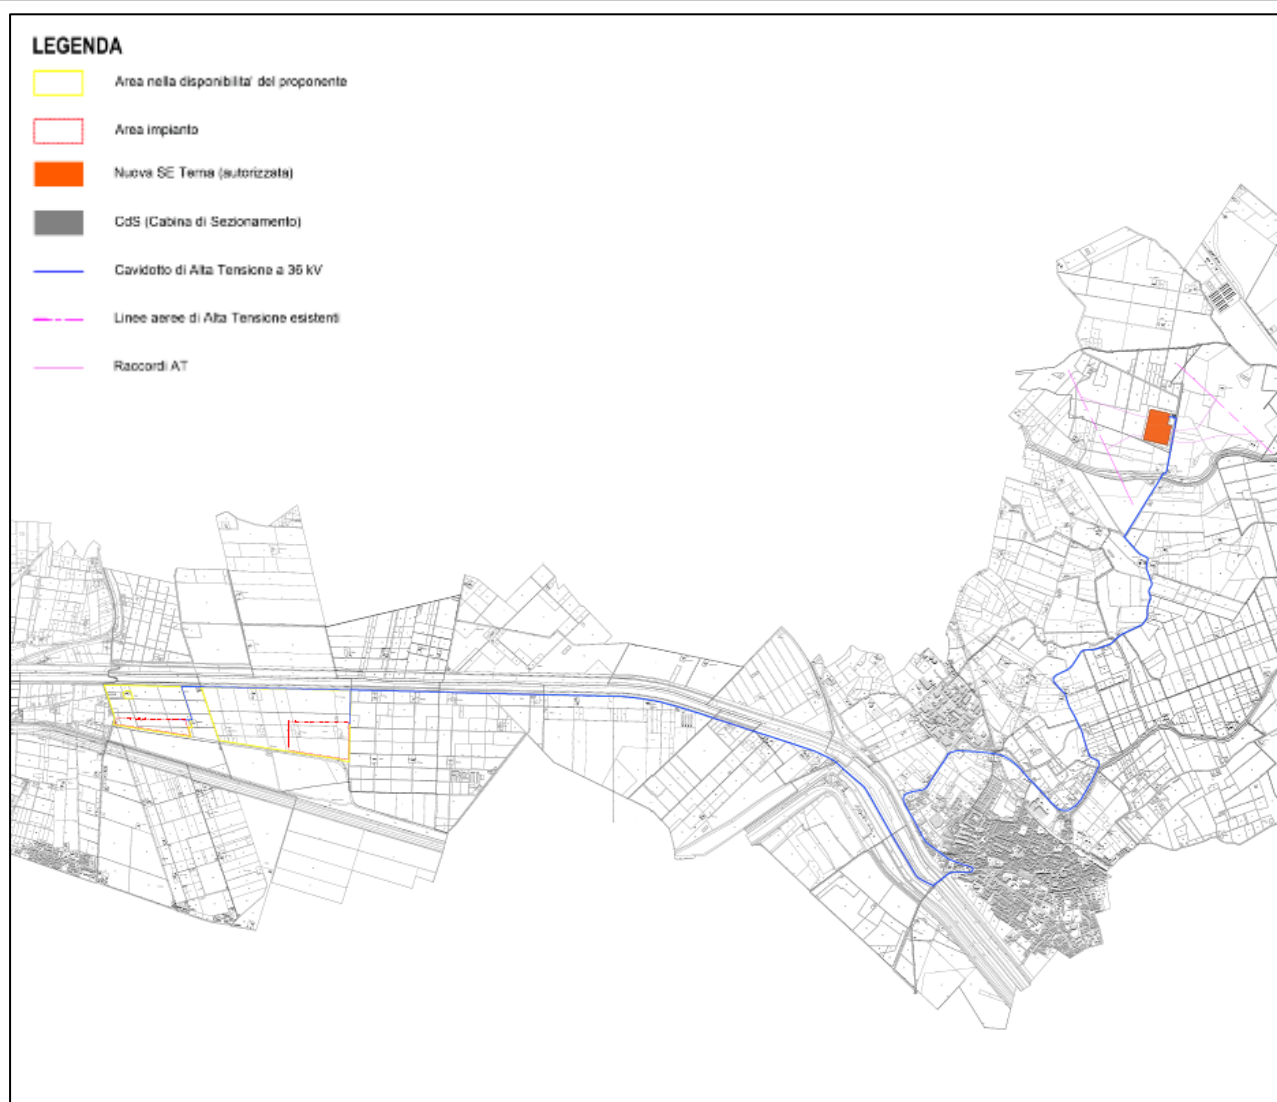 LEGENDA
Area nella disponibilita' del proponente
Area impianto
Nuova SE Terna (autorizzata)
CdS (Cabina di Sezionamento)
Cavidotto di Alta Tensione a 36 kV
Linee aeree di Alta Tensione esistenti
Raccordi AT